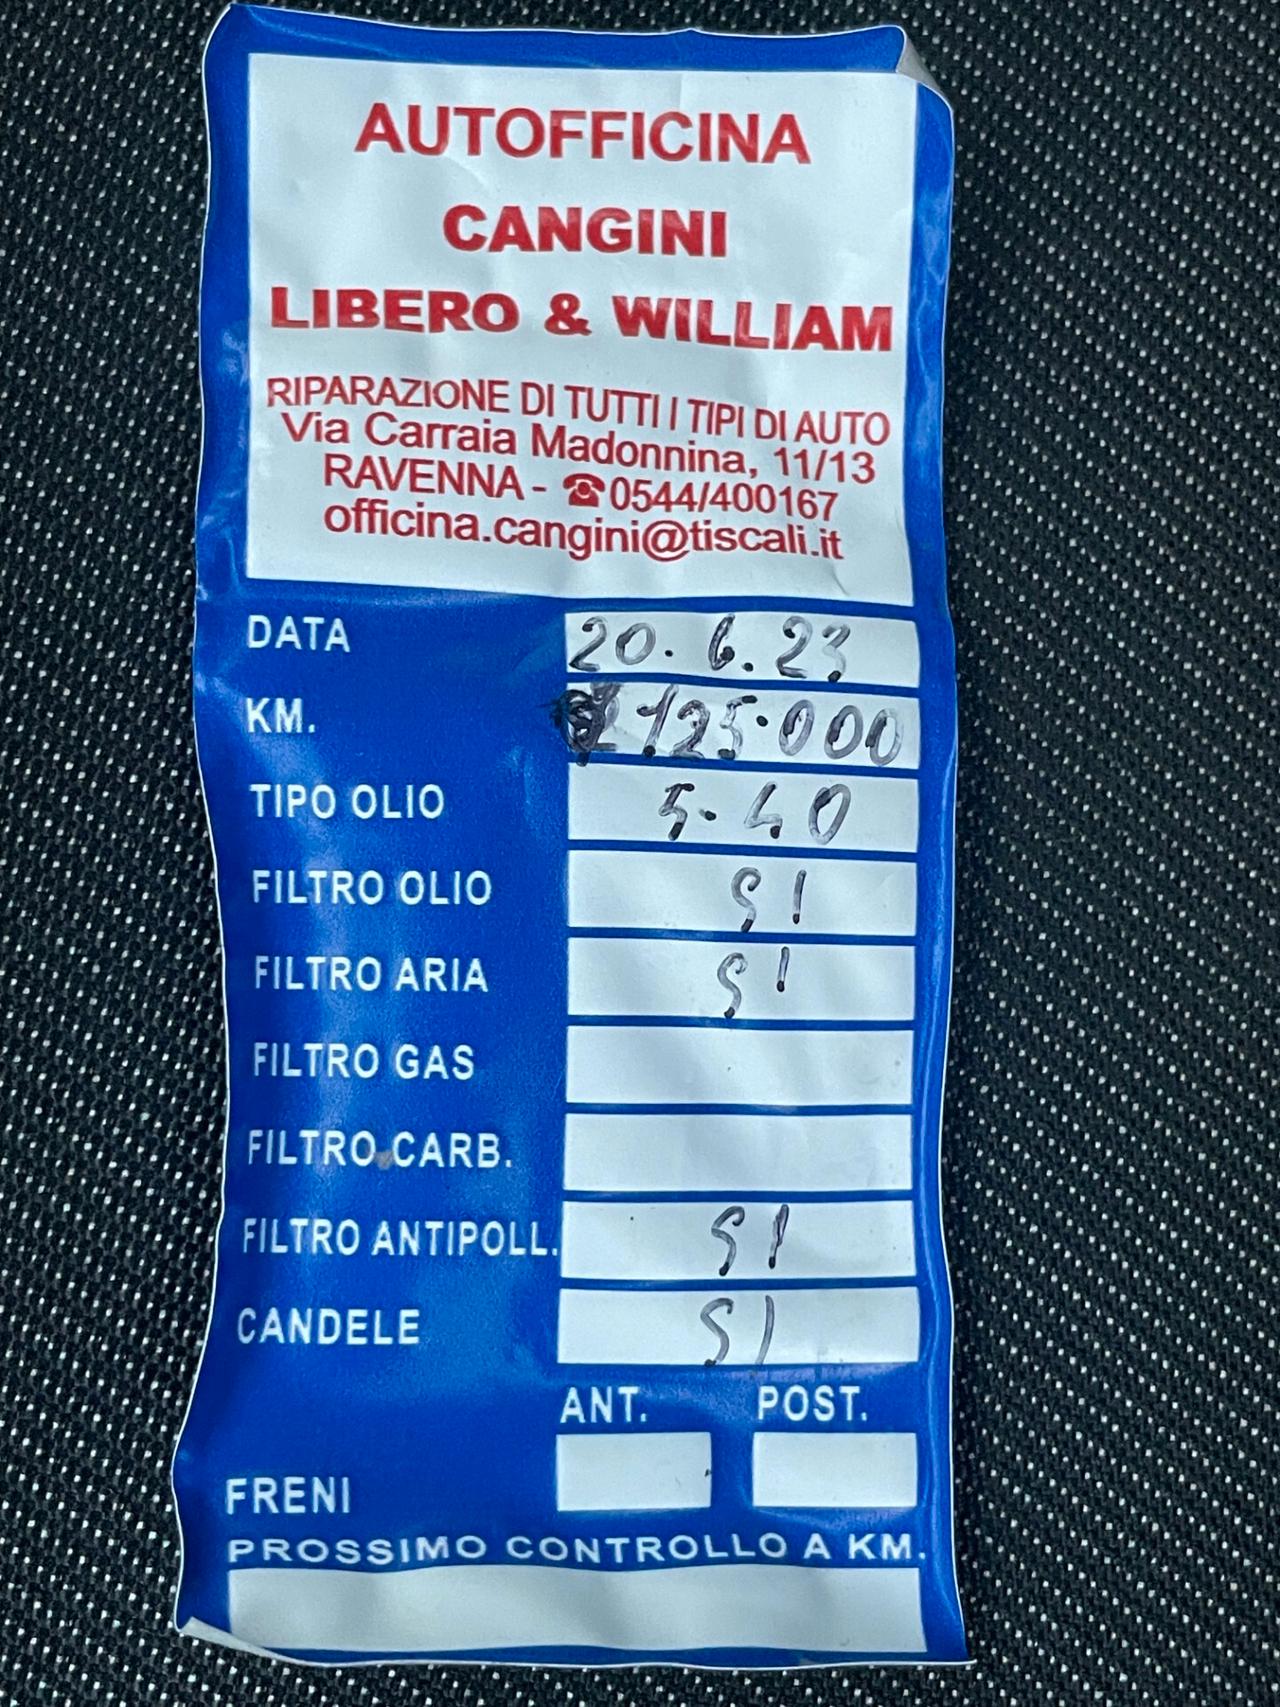 AUTOFFICINA
CANGINI
LIBERO & WILLIAM
RIPARAZIONE DI TUTTI I TIPI DI AUTO
Via Carraia Madonnina, 11/13
RAVENNA - ☎0544/400167
officina.cangini@tiscali.it
DATA 20. 6. 23
KM. 125.000
TIPO OLIO 5-40
FILTRO OLIO SI
FILTRO ARIA SI
FILTRO GAS
FILTRO CARB.
FILTRO ANTIPOLL. SI
CANDELE SI
ANT. POST.
FRENI
PROSSIMO CONTROLLO A KM.